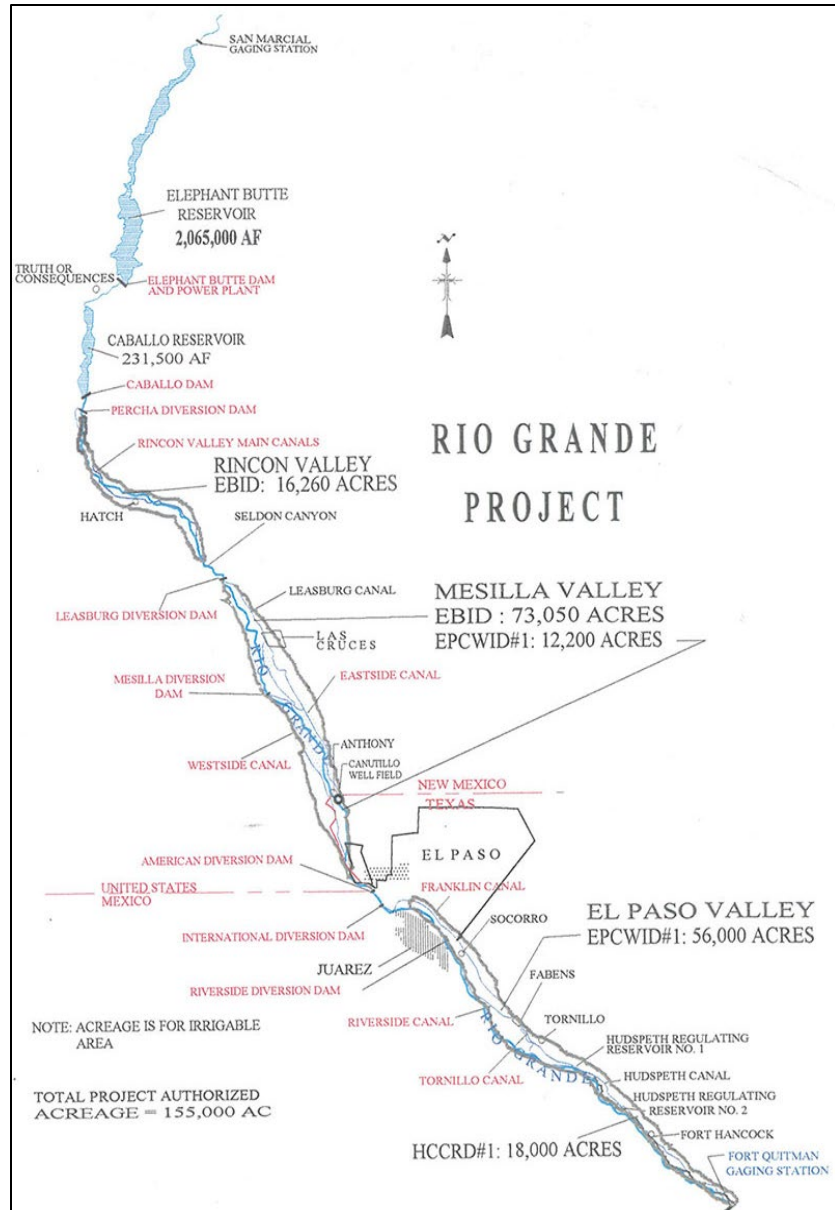 SAN MARCIAL
GAGING STATION
ELEPHANT BUTTE
RESERVOIR
2,065,000 AF
N
TRUTH OR
CONSEQUENCES
ELEPHANT BUTTE DAM
AND POWER PLANT
CABALLO RESERVOIR
231,500 AF
CABALLO DAM
PERCHA DIVERSION DAM
RINCON VALLEY MAIN CANALS
RIO GRANDE
PROJECT
RINCON VALLEY
EBID: 16,260 ACRES
HATCH
SELDON CANYON
LEASBURG CANAL
LEASBURG DIVERSION DAM
MESILLA VALLEY
EBID : 73,050 ACRES
EPCWID#1: 12,200 ACRES
LAS
CRUCES
RIO GRANDE
EASTSIDE CANAL
MESILLA DIVERSION
DAM
WESTSIDE CANAL
ANTHONY
CANUTILLO
WELL FIELD
NEW MEXICO
TEXAS
EL PASO
AMERICAN DIVERSION DAM
UNITED STATES
MEXICO
FRANKLIN CANAL
INTERNATIONAL DIVERSION DAM
SOCORRO
EL PASO VALLEY
EPCWID#1: 56,000 ACRES
JUAREZ
RIVERSIDE DIVERSION DAM
FABENS
RIVERSIDE CANAL
TORNILLO
RIO GRANDE
HUDSPETH REGULATING
RESERVOIR NO. 1
TORNILLO CANAL
HUDSPETH CANAL
HUDSPETH REGULATING
RESERVOIR NO. 2
FORT HANCOCK
HCCRD#1: 18,000 ACRES
FORT QUITMAN
GAGING STATION
NOTE: ACREAGE IS FOR IRRIGABLE
AREA
TOTAL PROJECT AUTHORIZED
ACREAGE = 155,000 AC